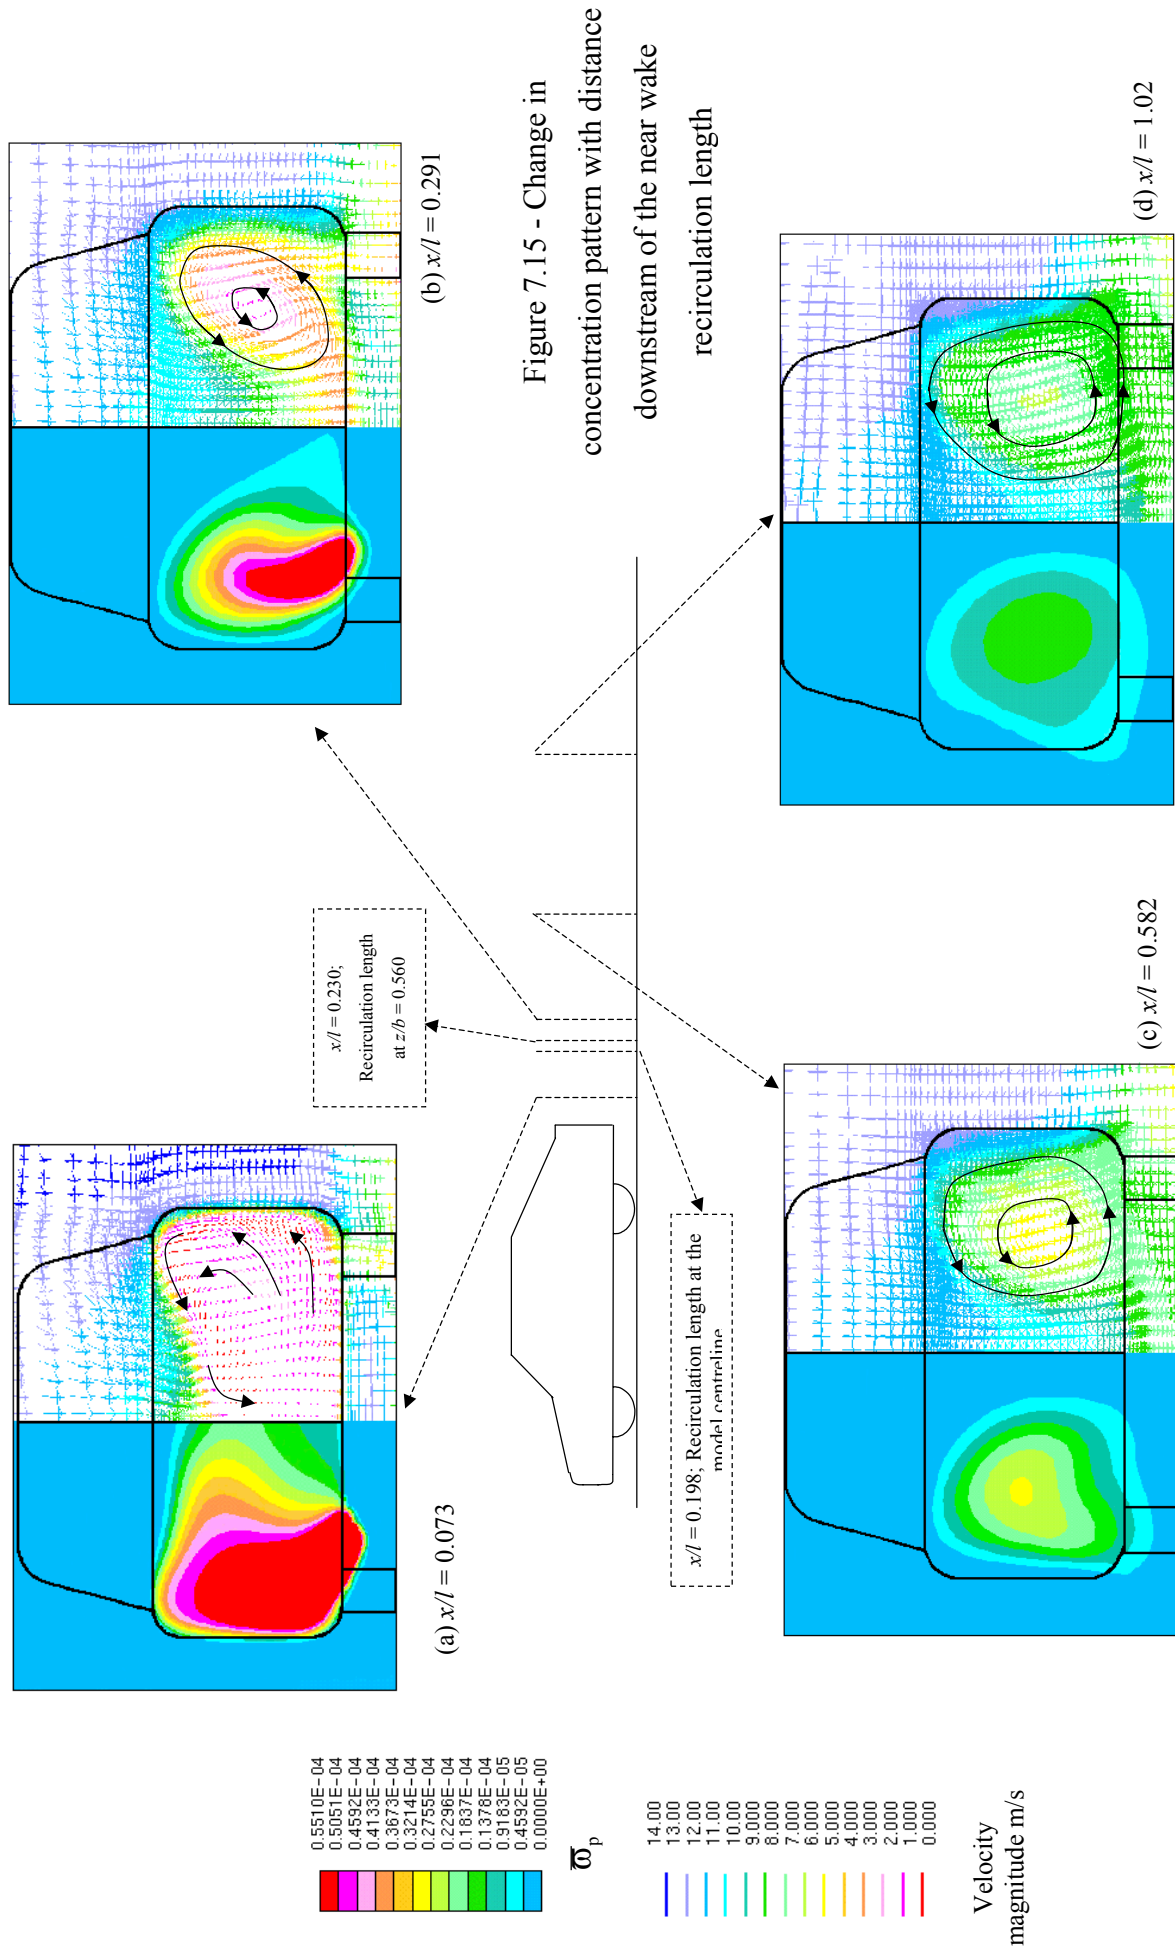 (a) x/l = 0.073
(b) x/l = 0.291
x/l = 0.230;
Recirculation length
at z/b = 0.560
Figure 7.15 - Change in
concentration pattern with distance
downstream of the near wake
recirculation length
x/l = 0.198; Recirculation length at the
model centreline
(c) x/l = 0.582
(d) x/l = 1.02
0.5510E-04
0.5051E-04
0.4592E-04
0.4133E-04
0.3673E-04
0.3214E-04
0.2755E-04
0.2296E-04
0.1837E-04
0.1378E-04
0.9183E-05
0.4592E-05
0.0000E+00
ϖp
14.00
13.00
12.00
11.00
10.00
9.000
8.000
7.000
6.000
5.000
4.000
3.000
2.000
1.000
0.000
Velocity
magnitude m/s